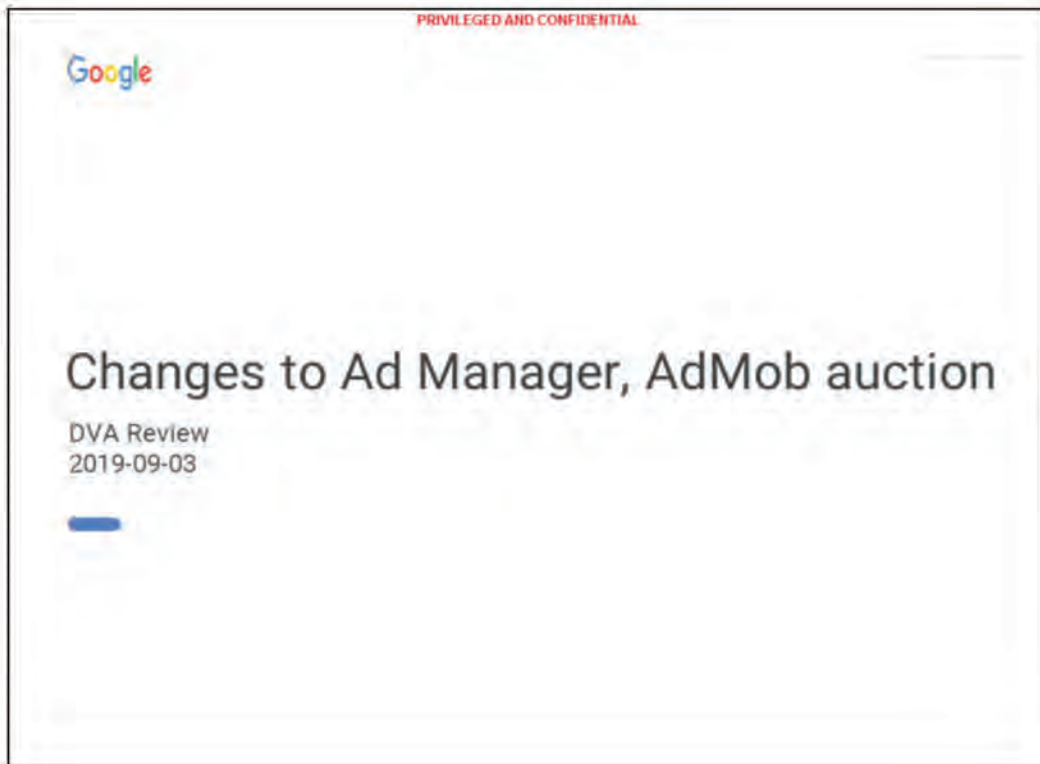 PRIVILEGED AND CONFIDENTIAL
Google
Changes to Ad Manager, AdMob auction
DVA Review
2019-09-03